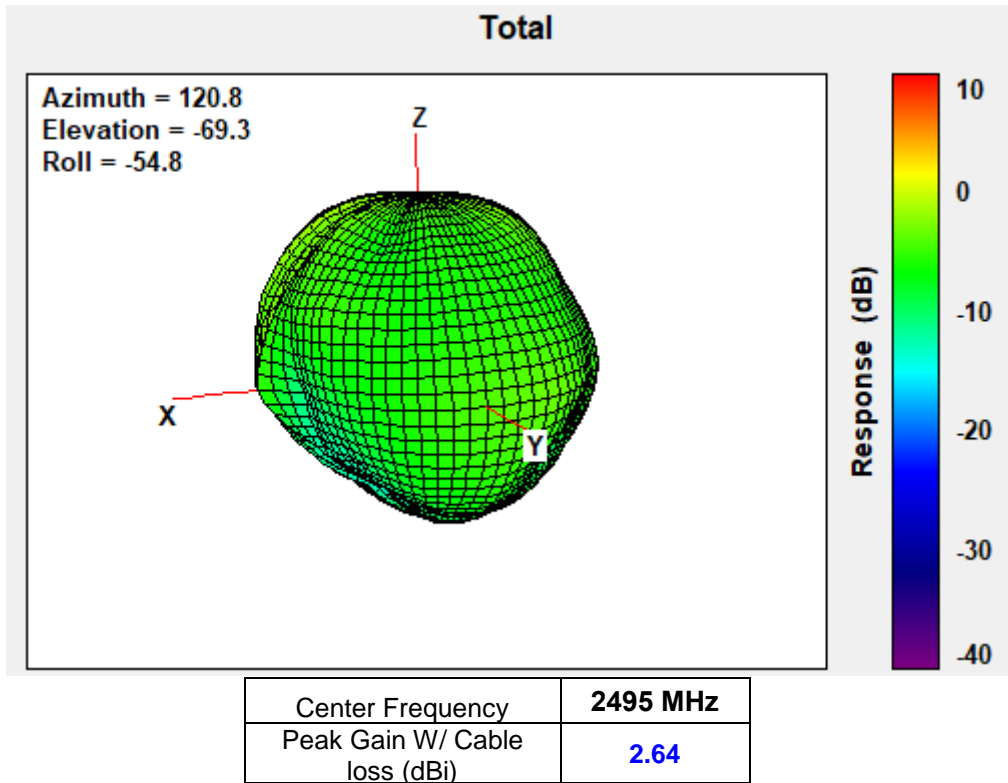 Total
Azimuth = 120.8
Elevation = -69.3
Roll = -54.8
Z
X
Y
10
0
-10
-20
-30
-40
Response (dB)
Center Frequency 2495 MHz
Peak Gain W/ Cable
loss (dBi) 2.64